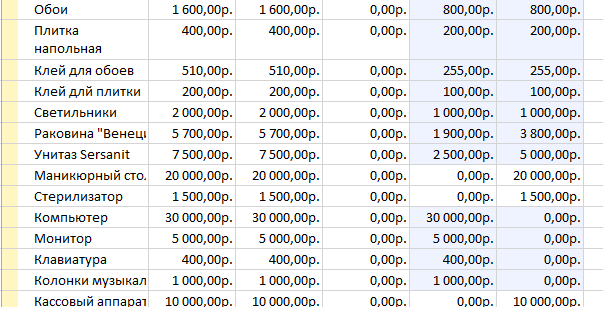 Обои 1 600,00р. 1 600,00р. 0,00р. 800,00р. 800,00р.
Плитка
напольная 400,00р. 400,00р. 0,00р. 200,00р. 200,00р.
Клей для обоев 510,00р. 510,00р. 0,00р. 255,00р. 255,00р.
Клей длй плитки 200,00р. 200,00р. 0,00р. 100,00р. 100,00р.
Светильники 2 000,00р. 2 000,00р. 0,00р. 1 000,00р. 1 000,00р.
Раковина "Венеци 5 700,00р. 5 700,00р. 0,00р. 1 900,00р. 3 800,00р.
Унитаз Sersanit 7 500,00р. 7 500,00р. 0,00р. 2 500,00р. 5 000,00р.
Маникюрный сто. 20 000,00р. 20 000,00р. 0,00р. 0,00р. 20 000,00р.
Стерилизатор 1 500,00р. 1 500,00р. 0,00р. 0,00р. 1 500,00р.
Компьютер 30 000,00р. 30 000,00р. 0,00р. 30 000,00р. 0,00р.
Монитор 5 000,00р. 5 000,00р. 0,00р. 5 000,00р. 0,00р.
Клавиатура 400,00р. 400,00р. 0,00р. 400,00р. 0,00р.
Колонки музыкал 1 000,00р. 1 000,00р. 0,00р. 1 000,00р. 0,00р.
Кассовый аппарат 10 000,00р. 10 000,00р. 0,00р. 0,00р. 10 000,00р.